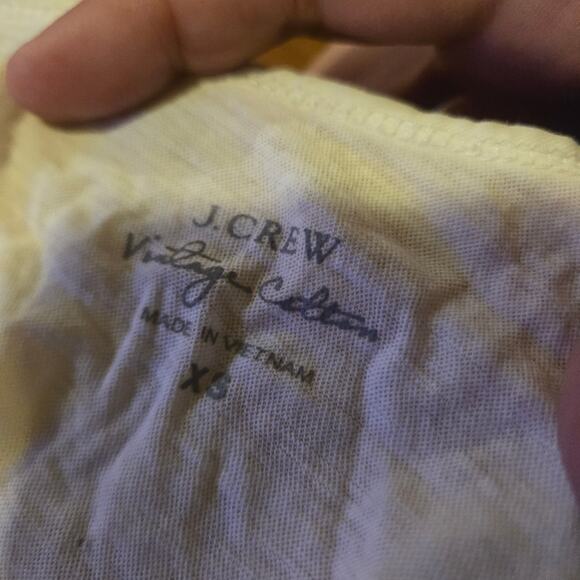 J.CREW
Vintage Cotton
MADE IN VIETNAM
XS